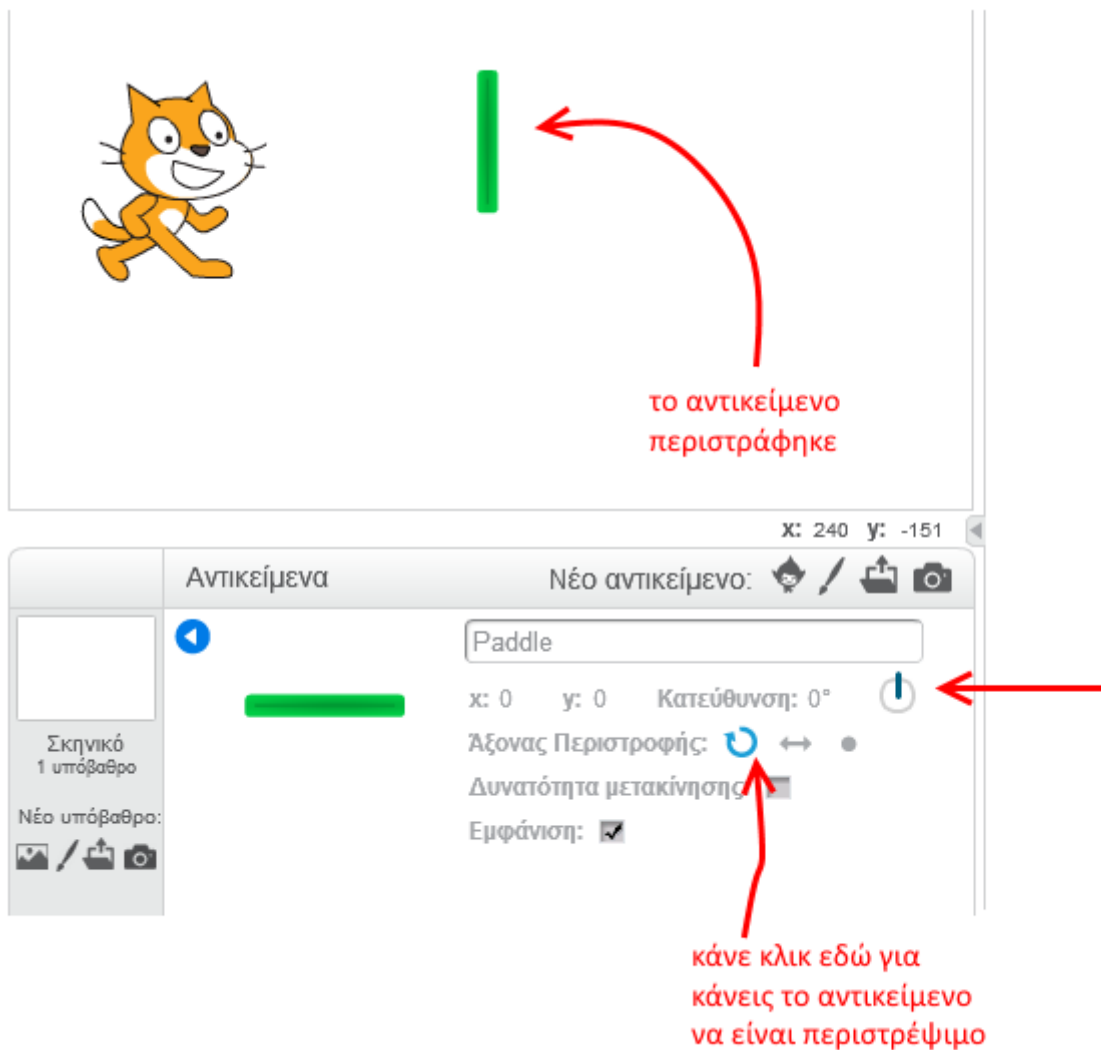 το αντικείμενο
περιστράφηκε
x: 240 y: -151
Αντικείμενα
Νέο αντικείμενο:
Paddle
x: 0 y: 0 Κατεύθυνση: 0°
Άξονας Περιστροφής:
Δυνατότητα μετακίνησης
Εμφάνιση:
Σκηνικό
1 υπόβαθρο
Νέο υπόβαθρο:
κάνε κλικ εδώ για
κάνεις το αντικείμενο
να είναι περιστρέψιμο